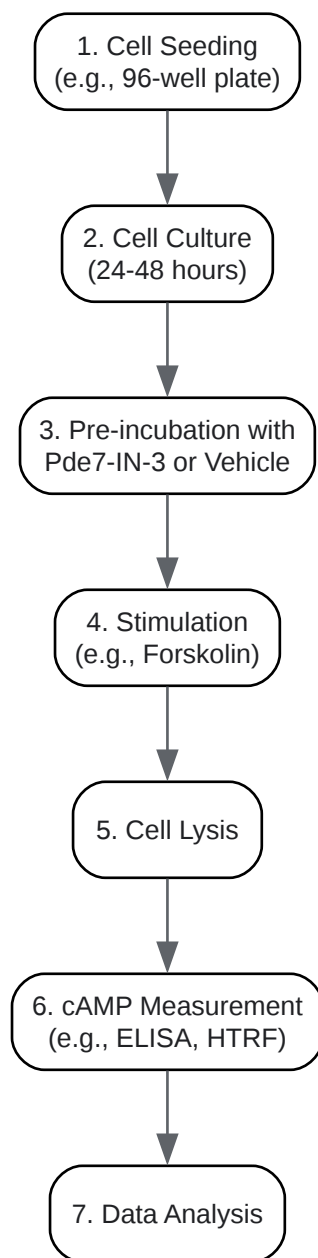 1. Cell Seeding
(e.g., 96-well plate)
2. Cell Culture
(24-48 hours)
3. Pre-incubation with
Pde7-IN-3 or Vehicle
4. Stimulation
(e.g., Forskolin)
5. Cell Lysis
6. cAMP Measurement
(e.g., ELISA, HTRF)
7. Data Analysis